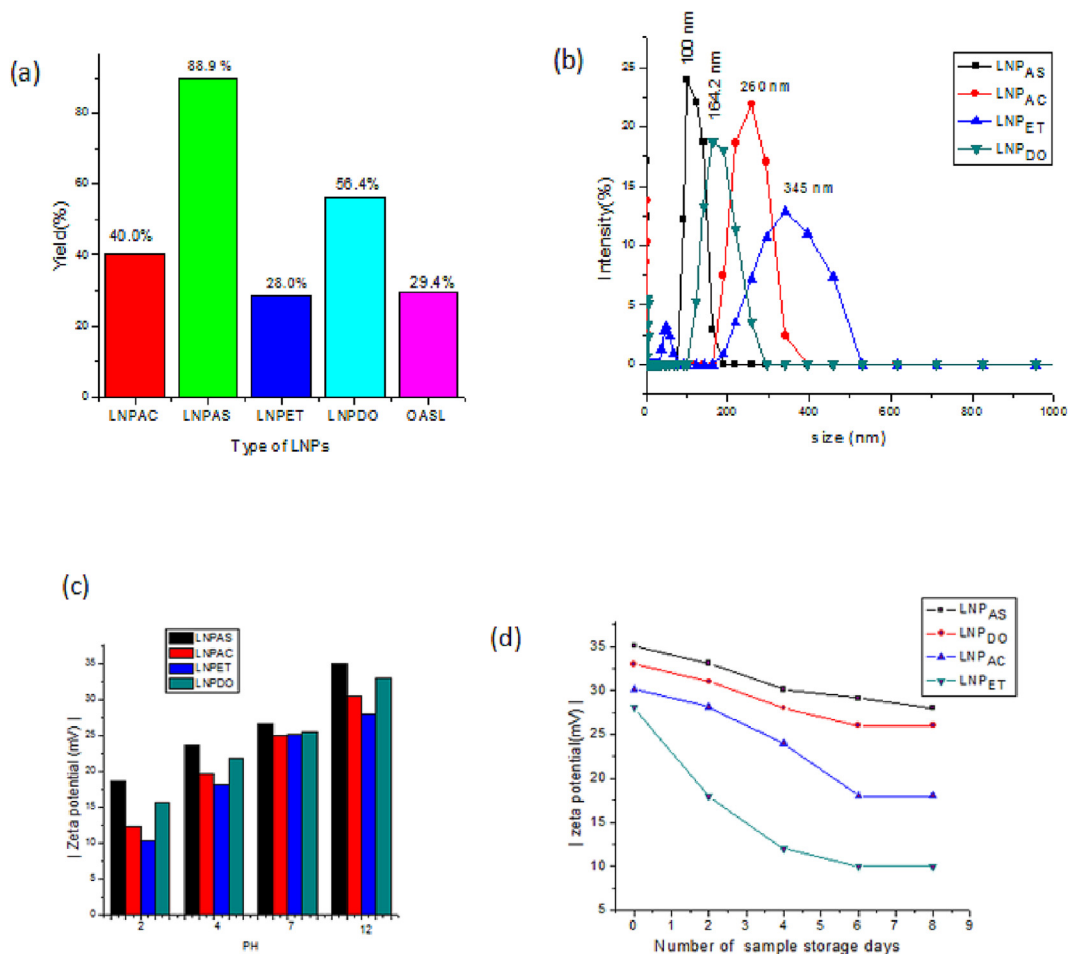 (a)
Yield(%)
80
60
40
20
0
40.0%
88.9 %
28.0%
56.4%
29.4%
LNPAC LNPAS LNPET LNPDO OASL
Type of LNPs
(b)
Intensity(%)
25
20
15
10
5
0
100 nm
164.2 nm
260 nm
345 nm
LNPAS
LNPAC
LNPET
LNPDO
0 200 400 600 800 1000
size (nm)
(c)
| Zeta potential (mV) |
35
30
25
20
15
10
5
0
LNPAS
LNPAC
LNPET
LNPDO
2 4 7 12
PH
(d)
| zeta potential(mV) |
35
30
25
20
15
10
5
LNPAS
LNPDO
LNPAC
LNPET
0 1 2 3 4 5 6 7 8 9
Number of sample storage days